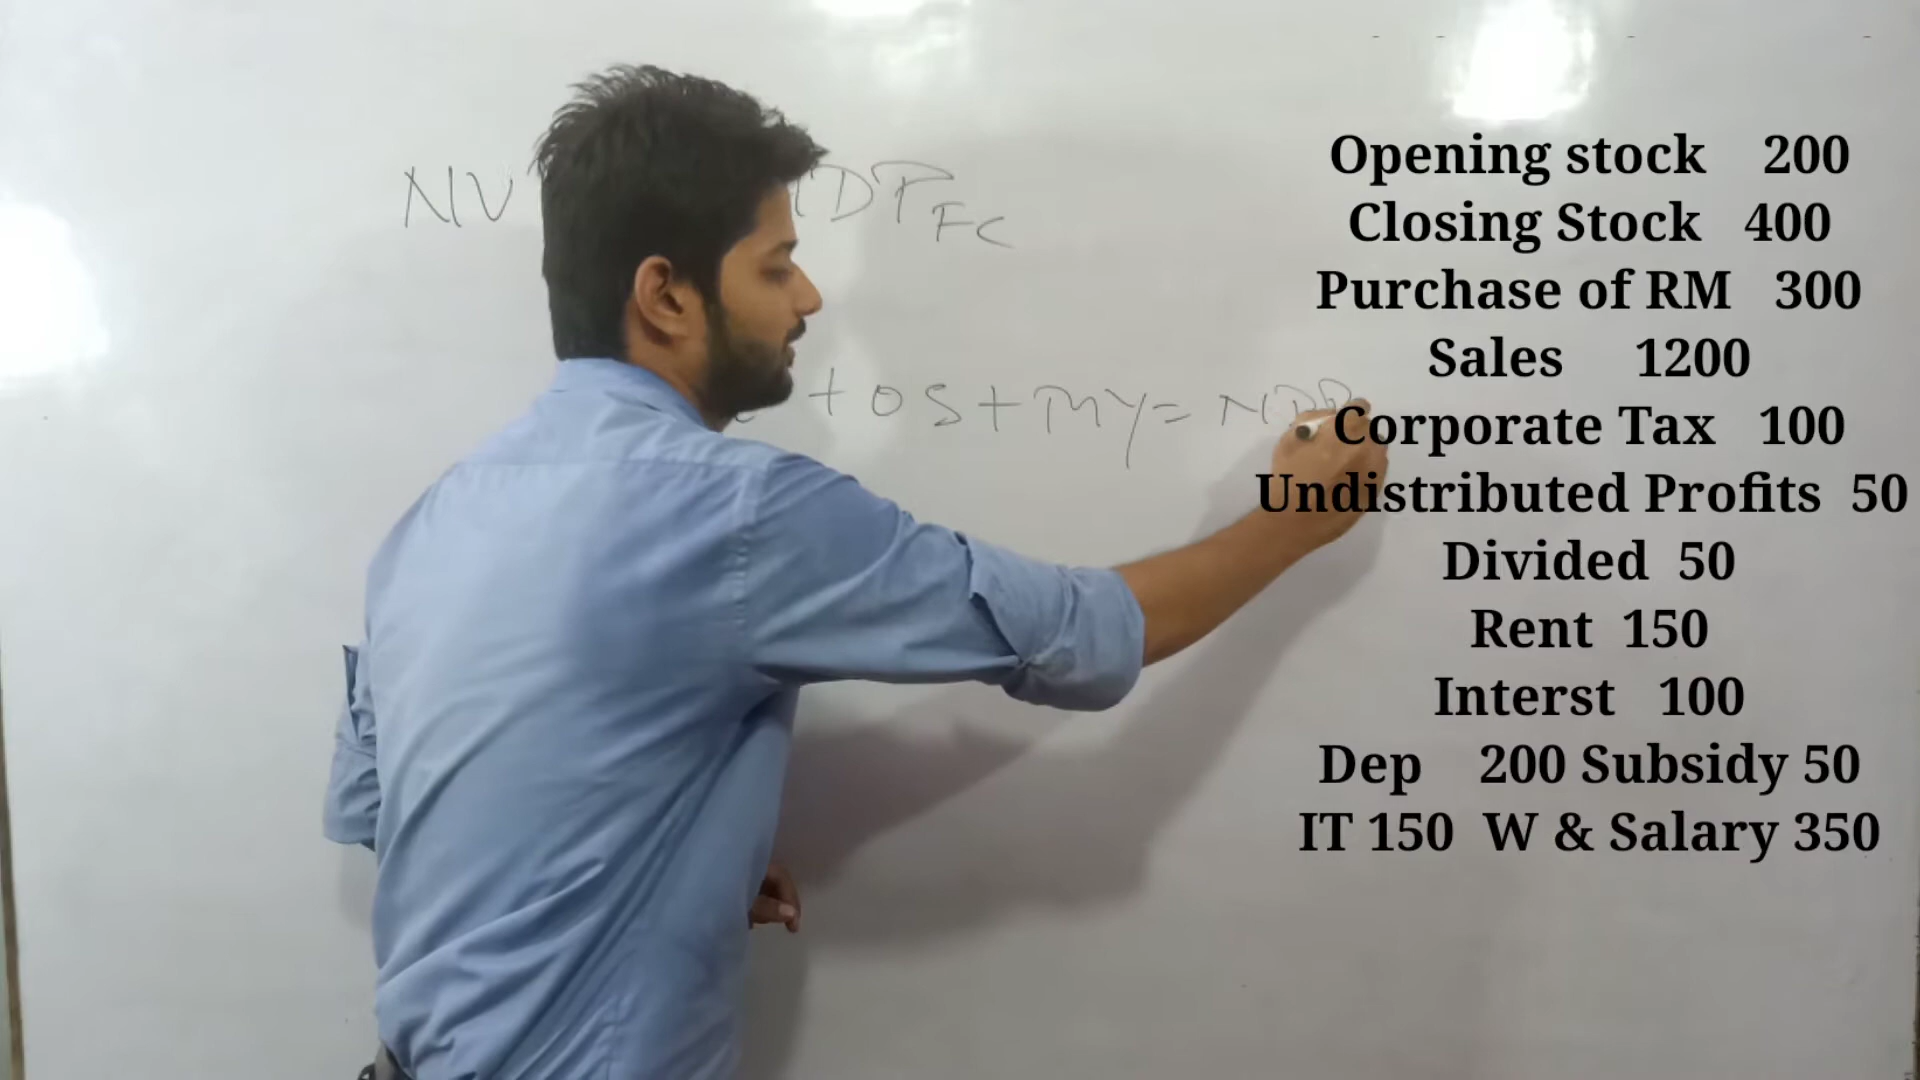 NV DP FC
+ OS + MY = NDP
Opening stock 200
Closing Stock 400
Purchase of RM 300
Sales 1200
Corporate Tax 100
Undistributed Profits 50
Divided 50
Rent 150
Interst 100
Dep 200 Subsidy 50
IT 150 W & Salary 350